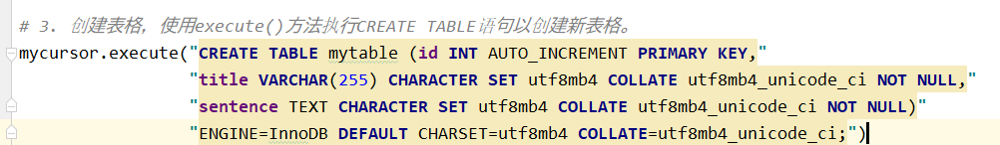 # 3. 创建表格，使用execute()方法执行CREATE TABLE语句以创建新表格。
mycursor.execute("CREATE TABLE mytable (id INT AUTO_INCREMENT PRIMARY KEY,"
"title VARCHAR(255) CHARACTER SET utf8mb4 COLLATE utf8mb4_unicode_ci NOT NULL,"
"sentence TEXT CHARACTER SET utf8mb4 COLLATE utf8mb4_unicode_ci NOT NULL)"
"ENGINE=InnoDB DEFAULT CHARSET=utf8mb4 COLLATE=utf8mb4_unicode_ci;")